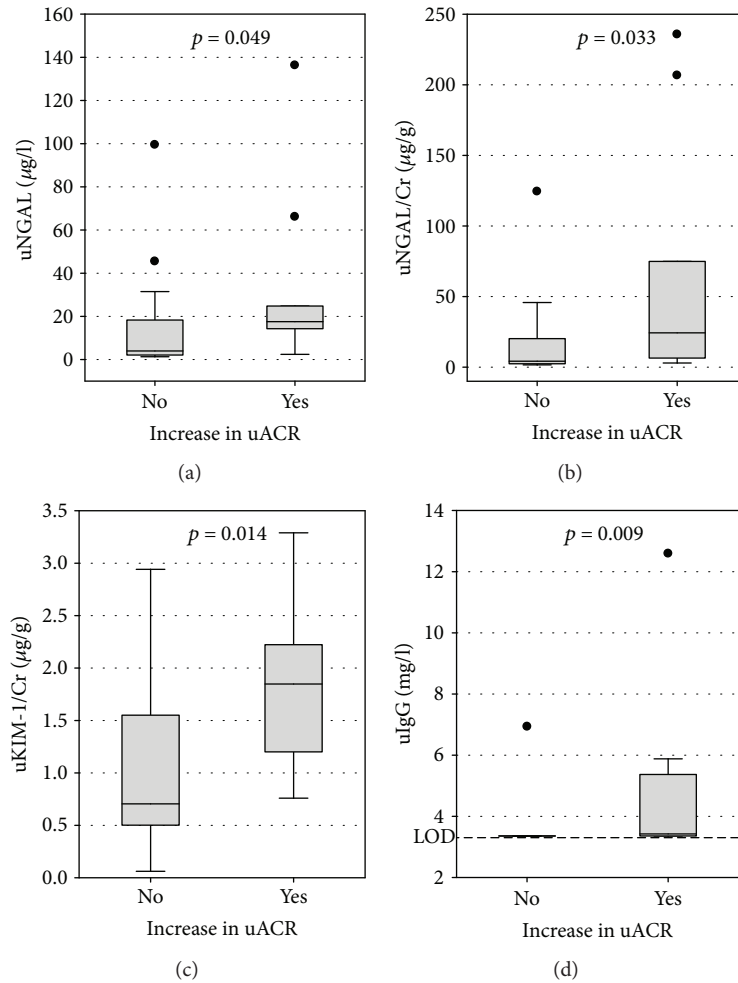 160
140
120
100
80
60
40
20
0
uNGAL (μg/l)
p = 0.049
No
Yes
Increase in uACR
(a)
250
200
150
100
50
0
uNGAL/Cr (μg/g)
p = 0.033
No
Yes
Increase in uACR
(b)
3.5
3.0
2.5
2.0
1.5
1.0
0.5
0.0
uKIM-1/Cr (μg/g)
p = 0.014
No
Yes
Increase in uACR
(c)
14
12
10
8
6
4
LOD
2
uIgG (mg/l)
p = 0.009
No
Yes
Increase in uACR
(d)